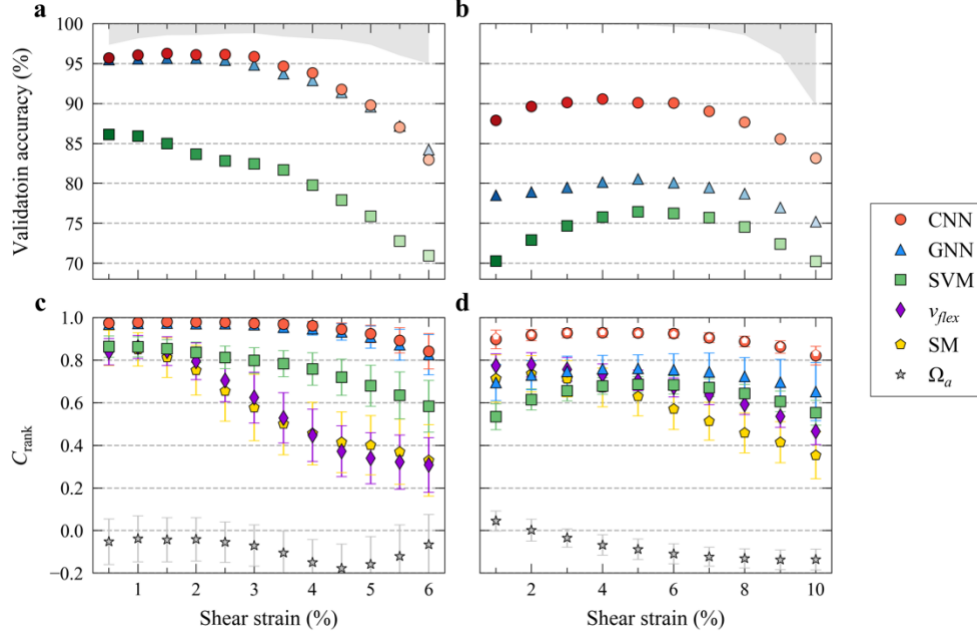 a
b
100
95
90
85
80
75
70
Validatoin accuracy (%)
CNN
GNN
SVM
v_flex
SM
Ω_a
c
d
1.0
0.8
0.6
0.4
0.2
0.0
−0.2
C_rank
1 2 3 4 5 6
2 4 6 8 10
Shear strain (%)
Shear strain (%)